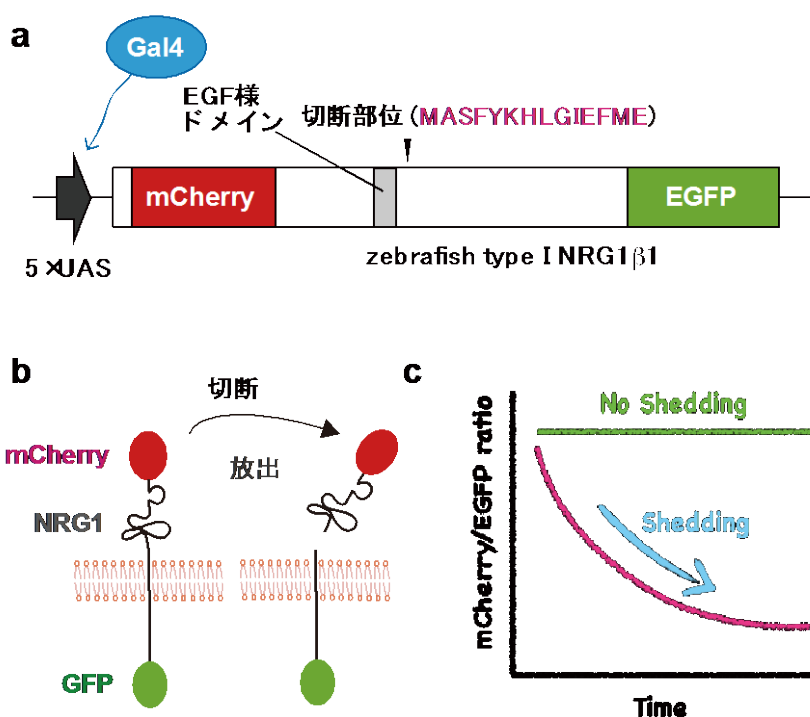 a
Gal4
EGF様
ドメイン
切断部位 (MASFYKHLGIEFME)
mCherry
EGFP
5 xUAS
zebrafish type I NRG1β1
b
切断
mCherry
放出
NRG1
GFP
c
No Shedding
Shedding
mCherry/EGFP ratio
Time